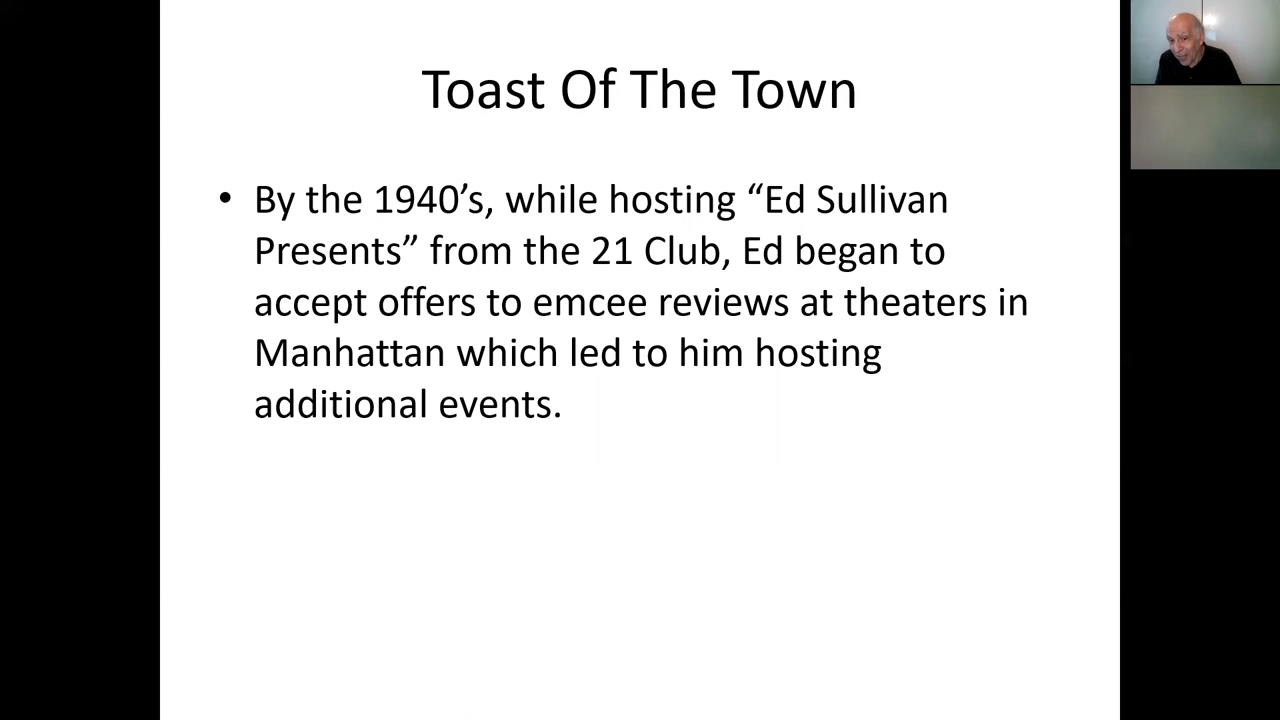 Toast Of The Town
• By the 1940’s, while hosting “Ed Sullivan
Presents” from the 21 Club, Ed began to
accept offers to emcee reviews at theaters in
Manhattan which led to him hosting
additional events.